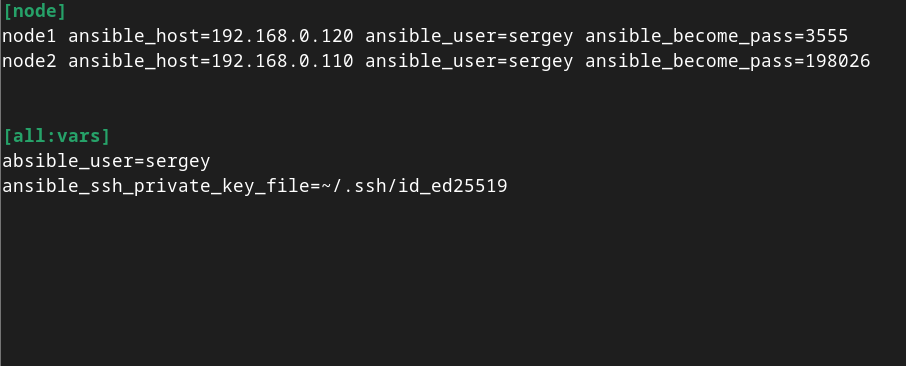 [node]
node1 ansible_host=192.168.0.120 ansible_user=sergey ansible_become_pass=3555
node2 ansible_host=192.168.0.110 ansible_user=sergey ansible_become_pass=198026
[all:vars]
absible_user=sergey
ansible_ssh_private_key_file=~/.ssh/id_ed25519